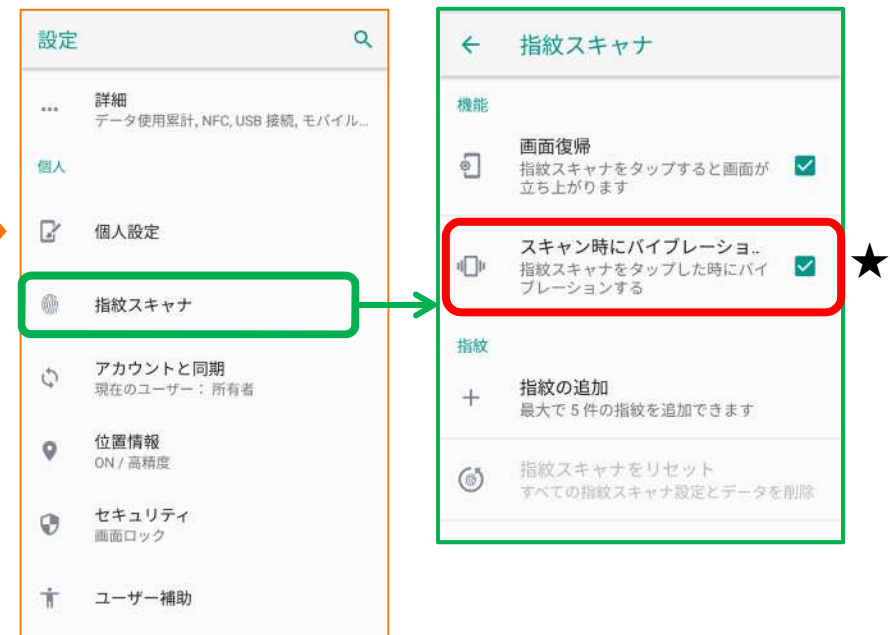 設定
詳細
データ使用累計, NFC, USB 接続, モバイル...
個人
個人設定
指紋スキャナ
アカウントと同期
現在のユーザー： 所有者
位置情報
ON / 高精度
セキュリティ
画面ロック
ユーザー補助
指紋スキャナ
機能
画面復帰
指紋スキャナをタップすると画面が
立ち上がります
スキャン時にバイブレーショ..
指紋スキャナをタップした時にバイ
ブレーションする
★
指紋
指紋の追加
最大で 5 件の指紋を追加できます
指紋スキャナをリセット
すべての指紋スキャナ設定とデータを削除